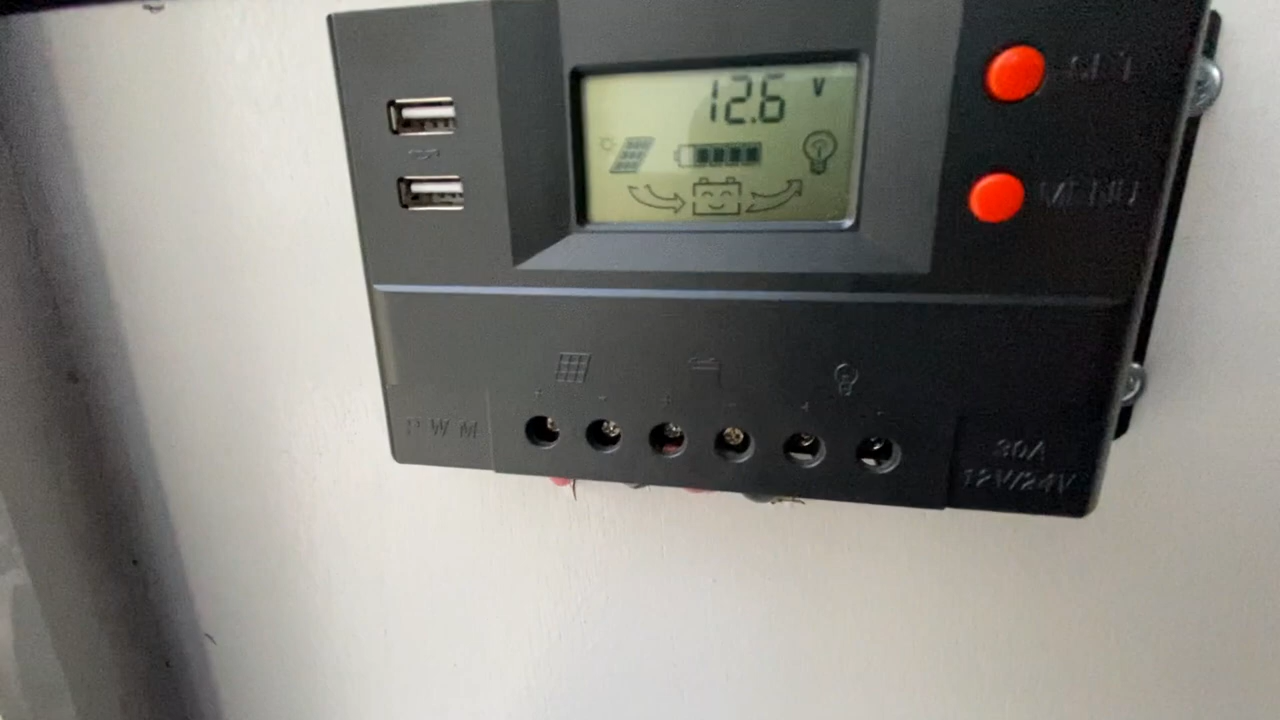 12.6 V
SET
MENU
+ - + - + -
PWM
30A
12V/24V